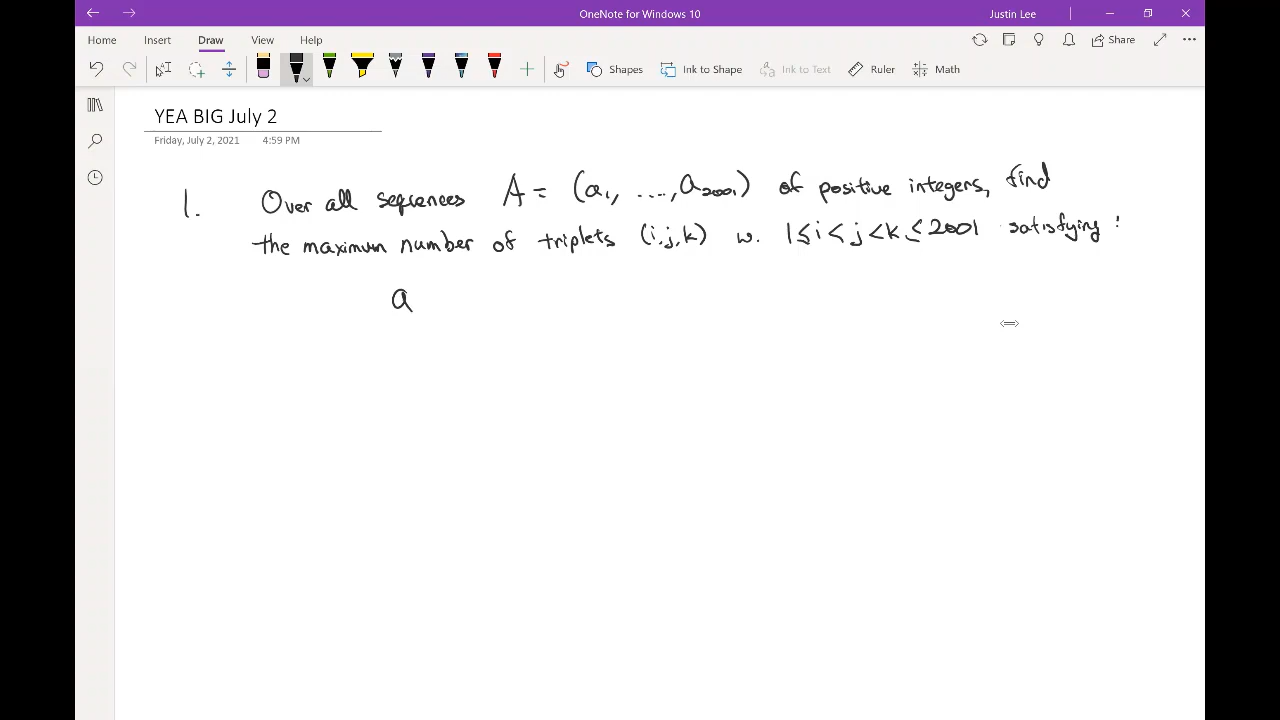 OneNote for Windows 10
Justin Lee
Home Insert Draw View Help
Share
Shapes Ink to Shape Ink to Text Ruler Math
YEA BIG July 2
Friday, July 2, 2021 4:59 PM
1. Over all sequences A = (a₁, ...., a₂₀₀₁) of positive integers, find
the maximum number of triplets (i,j,k) w. 1≤i<j<k≤2001 satisfying :
a